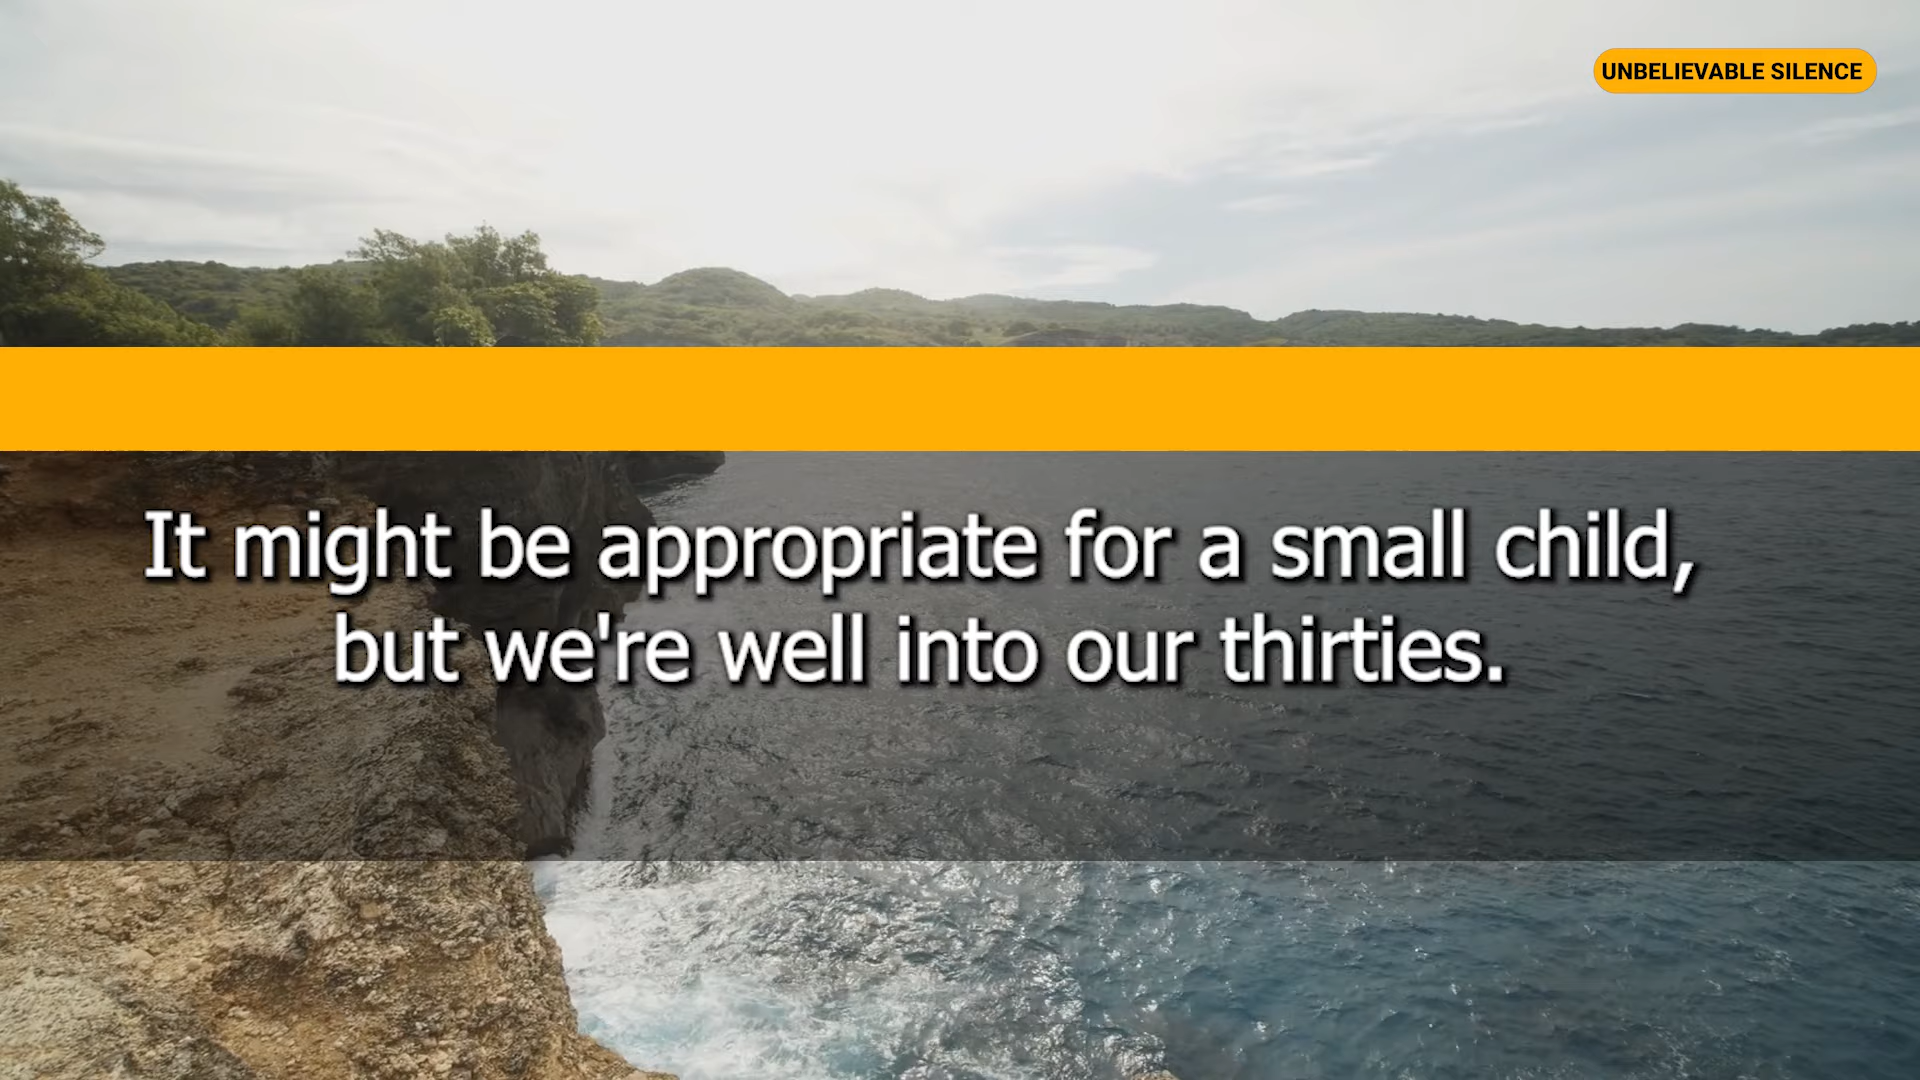 UNBELIEVABLE SILENCE
It might be appropriate for a small child,
but we're well into our thirties.